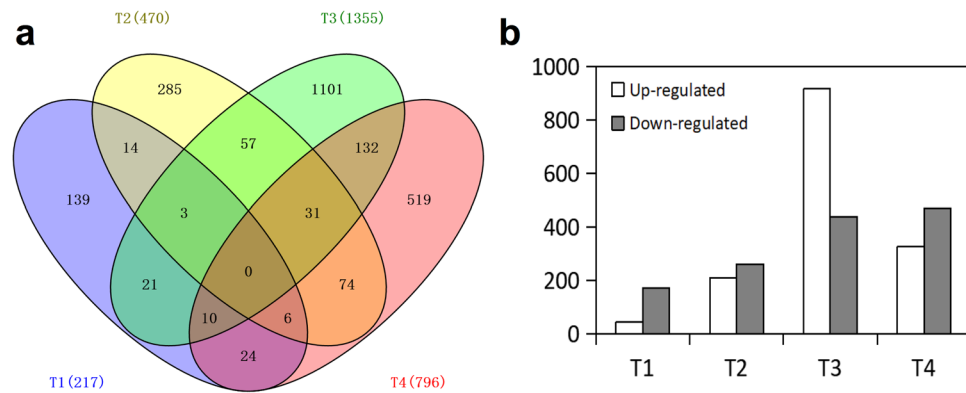 a
T2(470)
T3(1355)
285
1101
14
57
132
139
3
31
519
21
0
74
10
6
24
T1(217)
T4(796)
b
1000
800
600
400
200
0
Up-regulated
Down-regulated
T1
T2
T3
T4